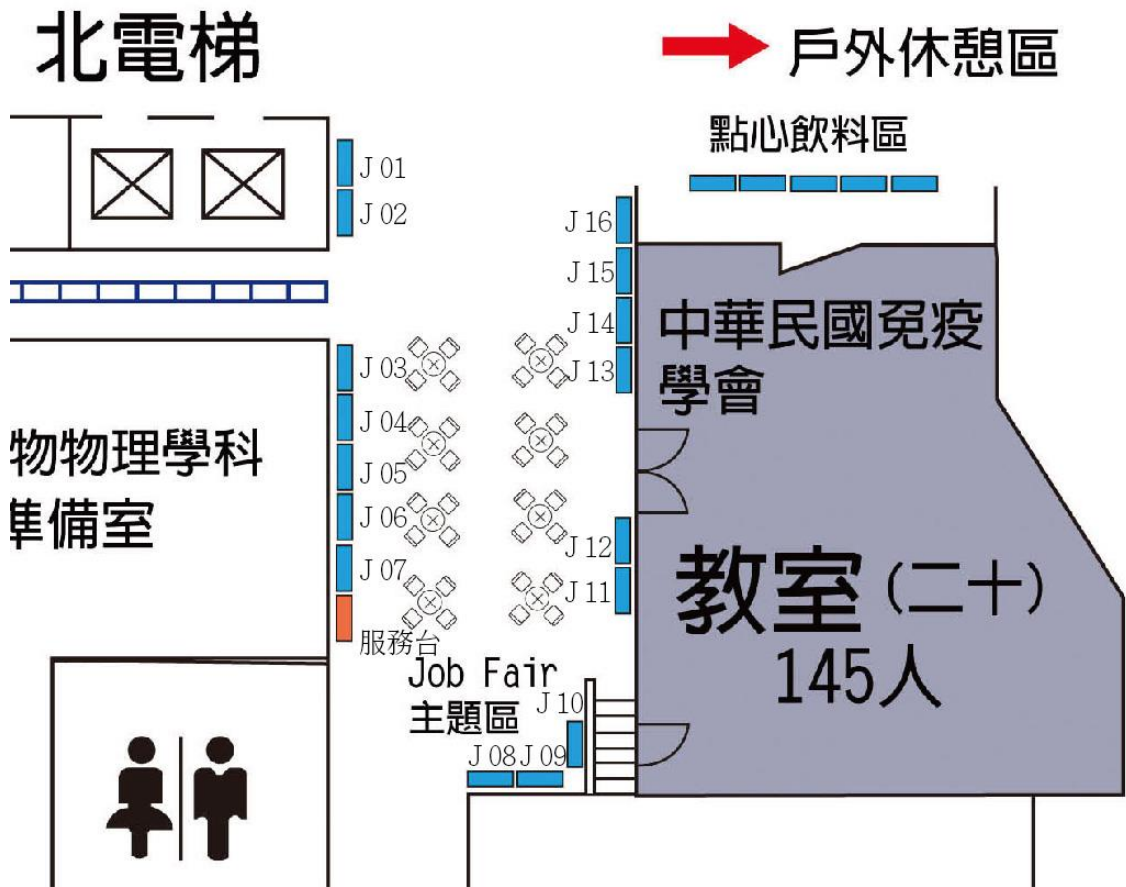 北電梯
戶外休憩區
點心飲料區
J 01
J 02
J 16
J 15
J 14
J 13
中華民國免疫
學會
J 03
J 04
J 05
J 06
J 07
物物理學科
準備室
J 12
J 11
教室(二十)
145人
服務台
Job Fair
主題區
J 10
J 08
J 09